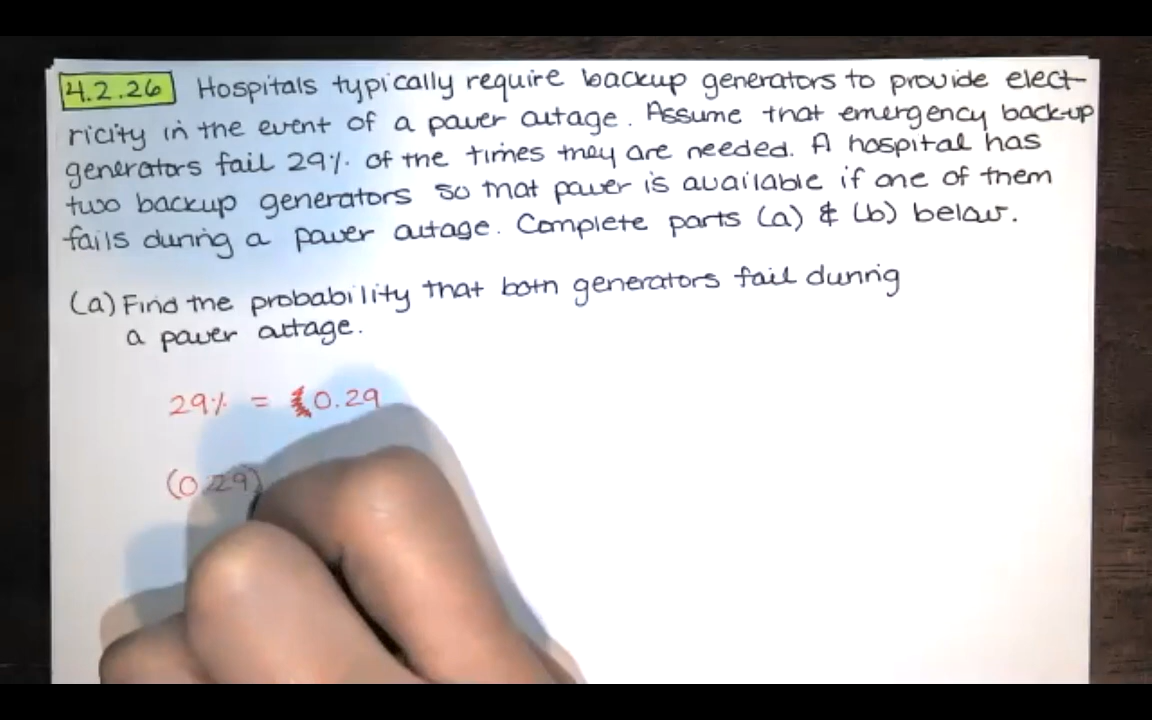 4.2.26 Hospitals typically require backup generators to provide elect-
ricity in the event of a power outage. Assume that emergency back-up
generators fail 29% of the times they are needed. A hospital has
two backup generators so that power is available if one of them
fails during a power outage. Complete parts (a) & (b) below.
(a) Find the probability that both generators fail during
a power outage.
29% = 0.29
(0.29)